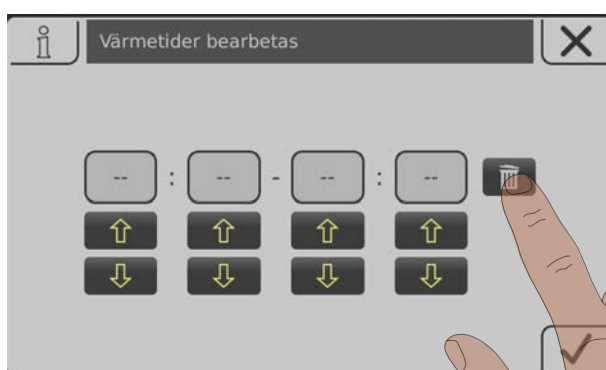 Värmetider bearbetas
-- : -- - -- : --